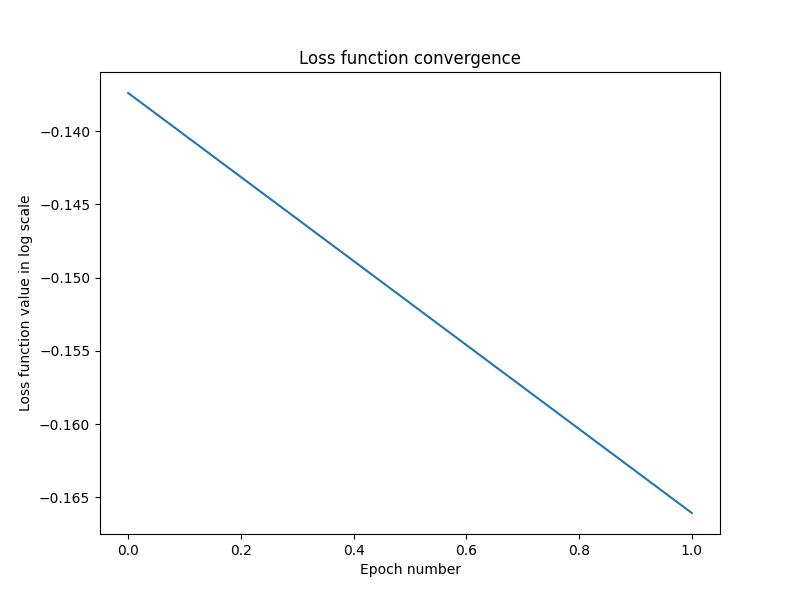 Loss function convergence
Loss function value in log scale
−0.140
−0.145
−0.150
−0.155
−0.160
−0.165
0.0 0.2 0.4 0.6 0.8 1.0
Epoch number